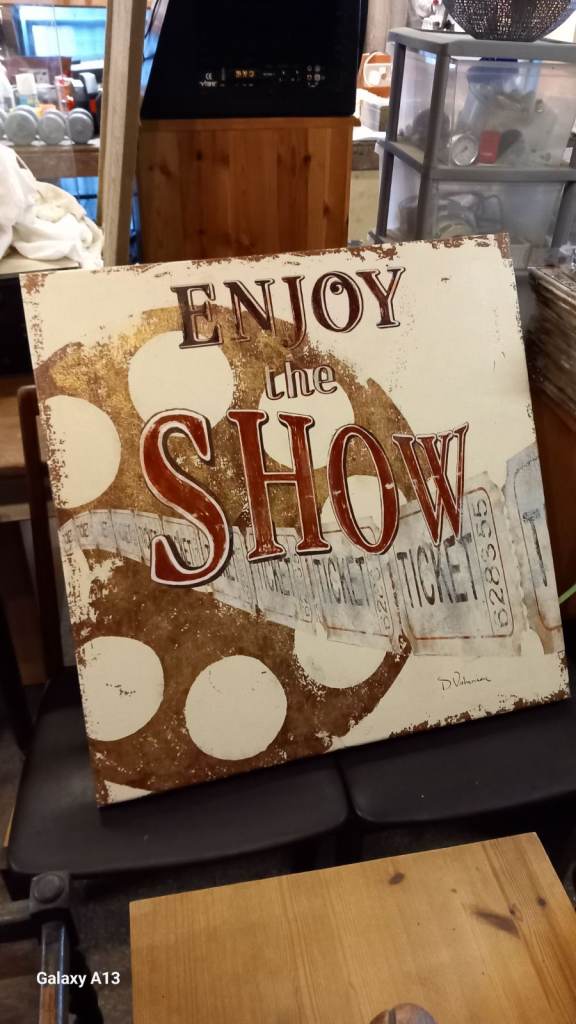 ENJOY
the
SHOW
TICKET
TICKET
TICKET
528355
Galaxy A13